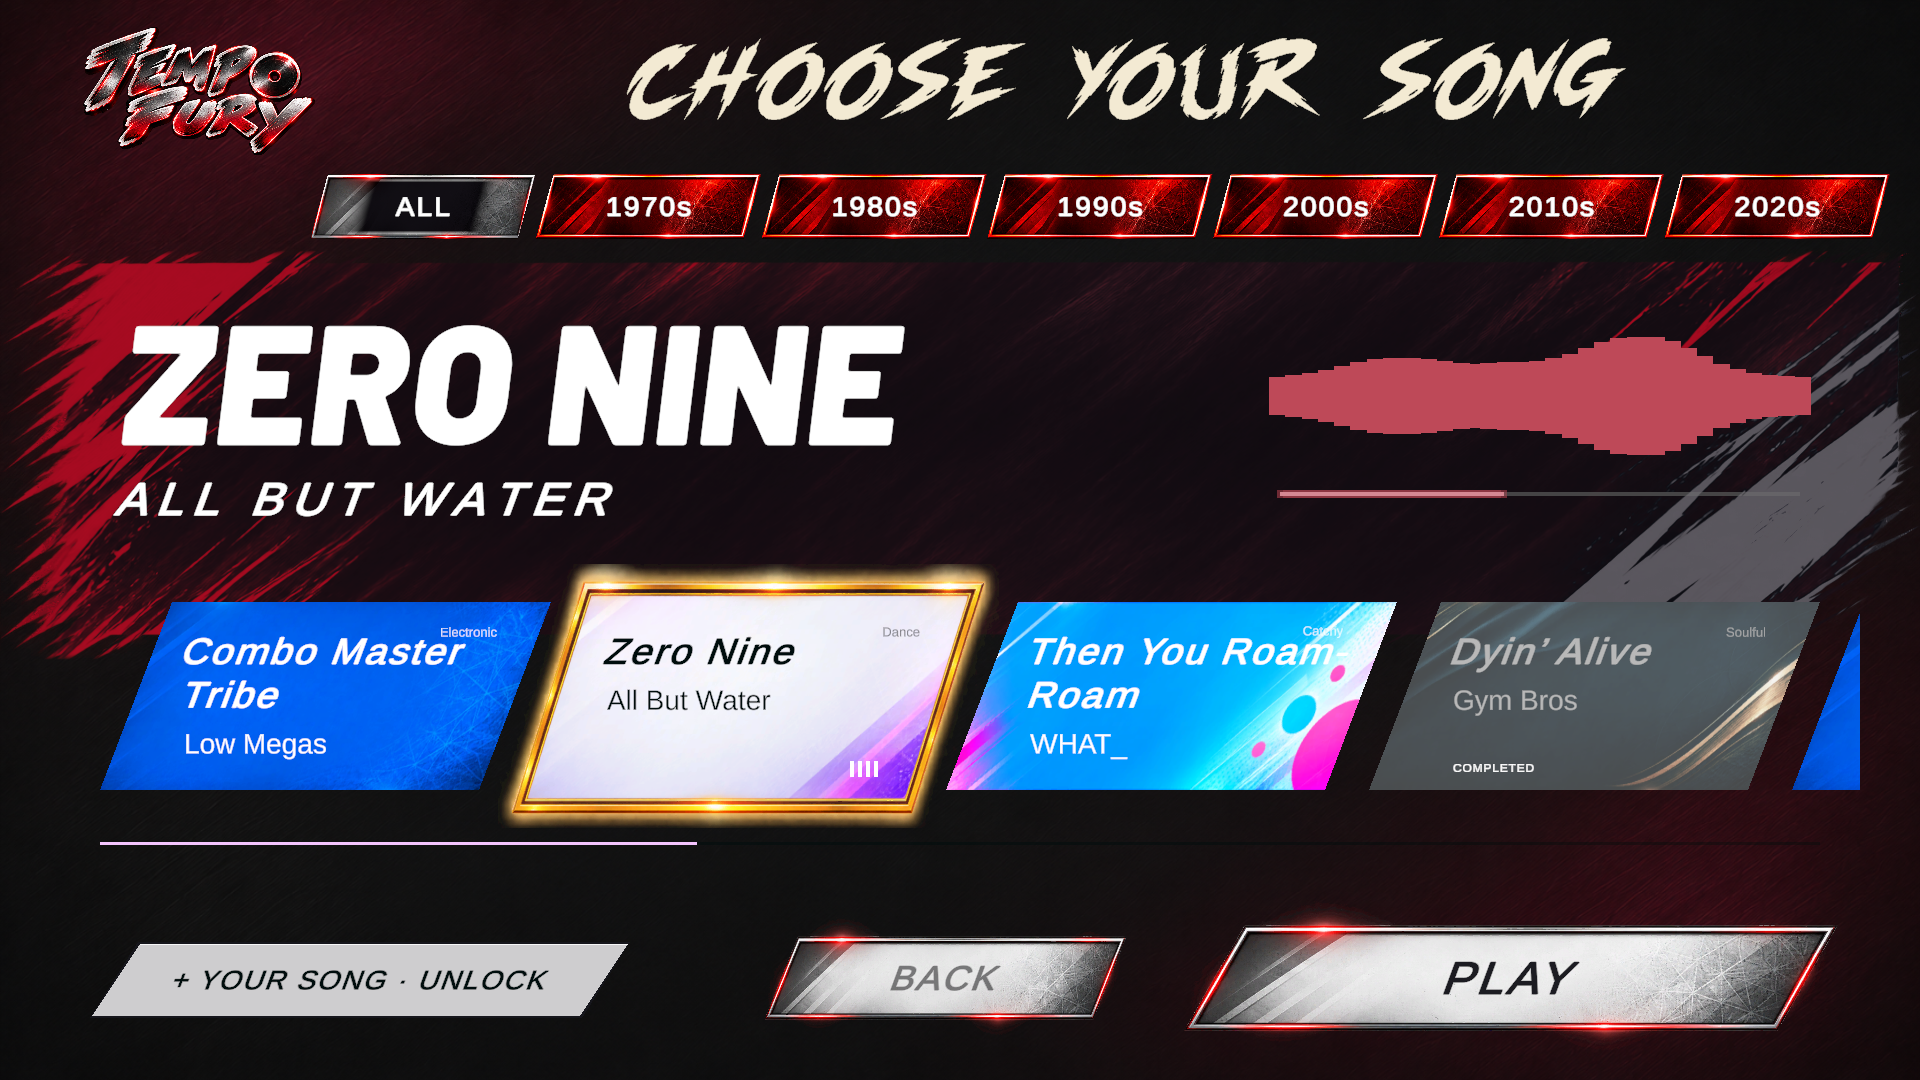 TEMPO
FURY
CHOOSE YOUR SONG
ALL
1970s
1980s
1990s
2000s
2010s
2020s
ZERO NINE
ALL BUT WATER
Electronic
Combo Master
Tribe
Low Megas
Dance
Zero Nine
All But Water
Catchy
Then You Roam-
Roam
WHAT_
Soulful
Dyin’ Alive
Gym Bros
COMPLETED
+ YOUR SONG · UNLOCK
BACK
PLAY